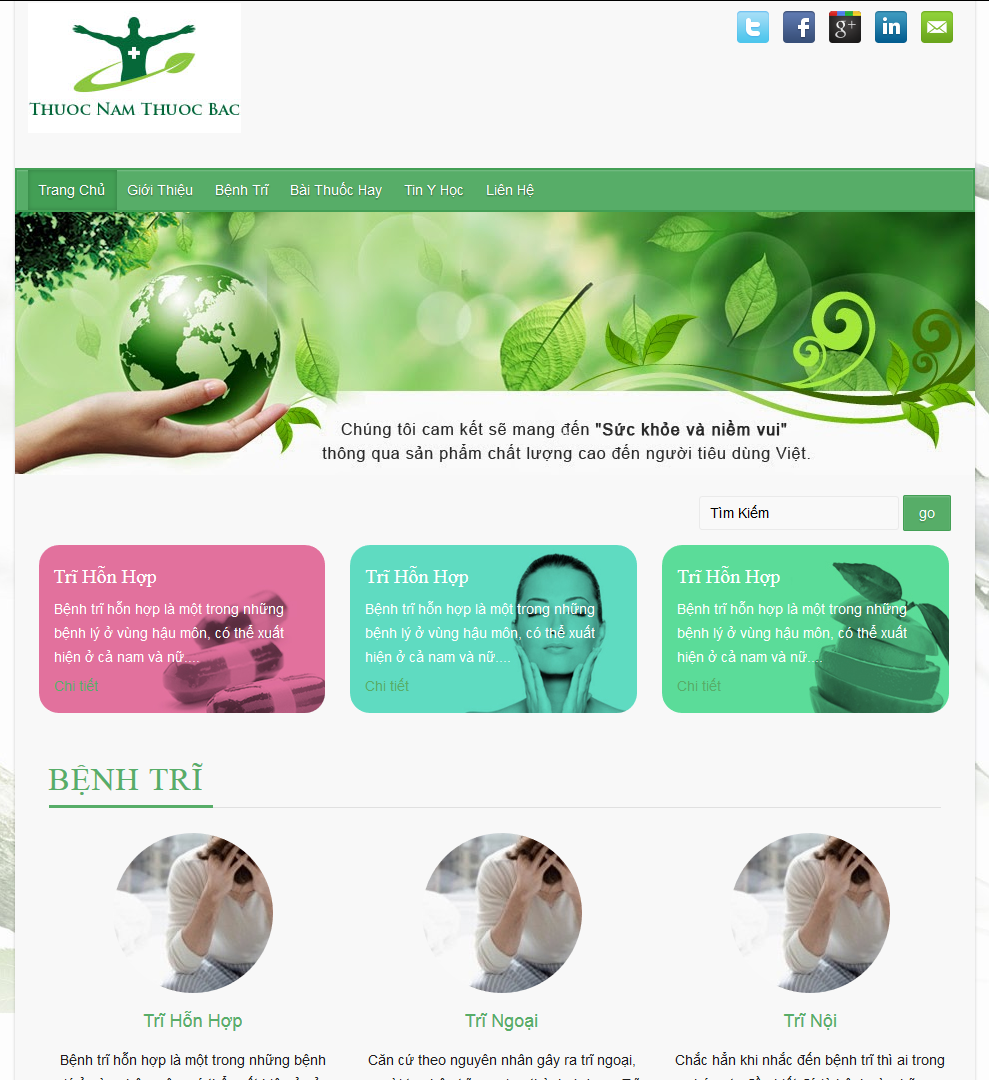 THUOC NAM THUOC BAC
Trang Chủ Giới Thiệu Bệnh Trĩ Bài Thuốc Hay Tin Y Học Liên Hệ
Chúng tôi cam kết sẽ mang đến "Sức khỏe và niềm vui"
thông qua sản phẩm chất lượng cao đến người tiêu dùng Việt.
Tìm Kiếm go
Trĩ Hỗn Hợp
Bệnh trĩ hỗn hợp là một trong những
bệnh lý ở vùng hậu môn, có thể xuất
hiện ở cả nam và nữ....
Chi tiết
Trĩ Hỗn Hợp
Bệnh trĩ hỗn hợp là một trong những
bệnh lý ở vùng hậu môn, có thể xuất
hiện ở cả nam và nữ....
Chi tiết
Trĩ Hỗn Hợp
Bệnh trĩ hỗn hợp là một trong những
bệnh lý ở vùng hậu môn, có thể xuất
hiện ở cả nam và nữ....
Chi tiết
BỆNH TRĨ
Trĩ Hỗn Hợp
Bệnh trĩ hỗn hợp là một trong những bệnh
Trĩ Ngoại
Căn cứ theo nguyên nhân gây ra trĩ ngoại,
Trĩ Nội
Chắc hẳn khi nhắc đến bệnh trĩ thì ai trong